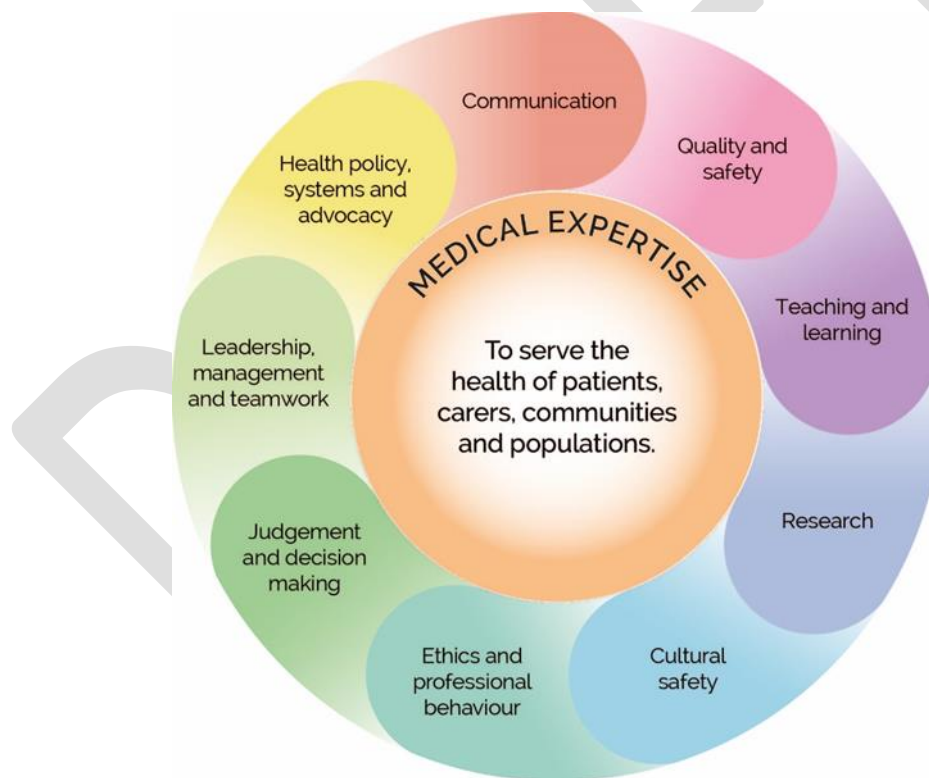 Communication
Quality and
safety
Teaching and
learning
Research
Cultural
safety
Ethics and
professional
behaviour
Judgement
and decision
making
Leadership,
management
and teamwork
Health policy,
systems and
advocacy
MEDICAL EXPERTISE
To serve the
health of patients,
carers, communities
and populations.